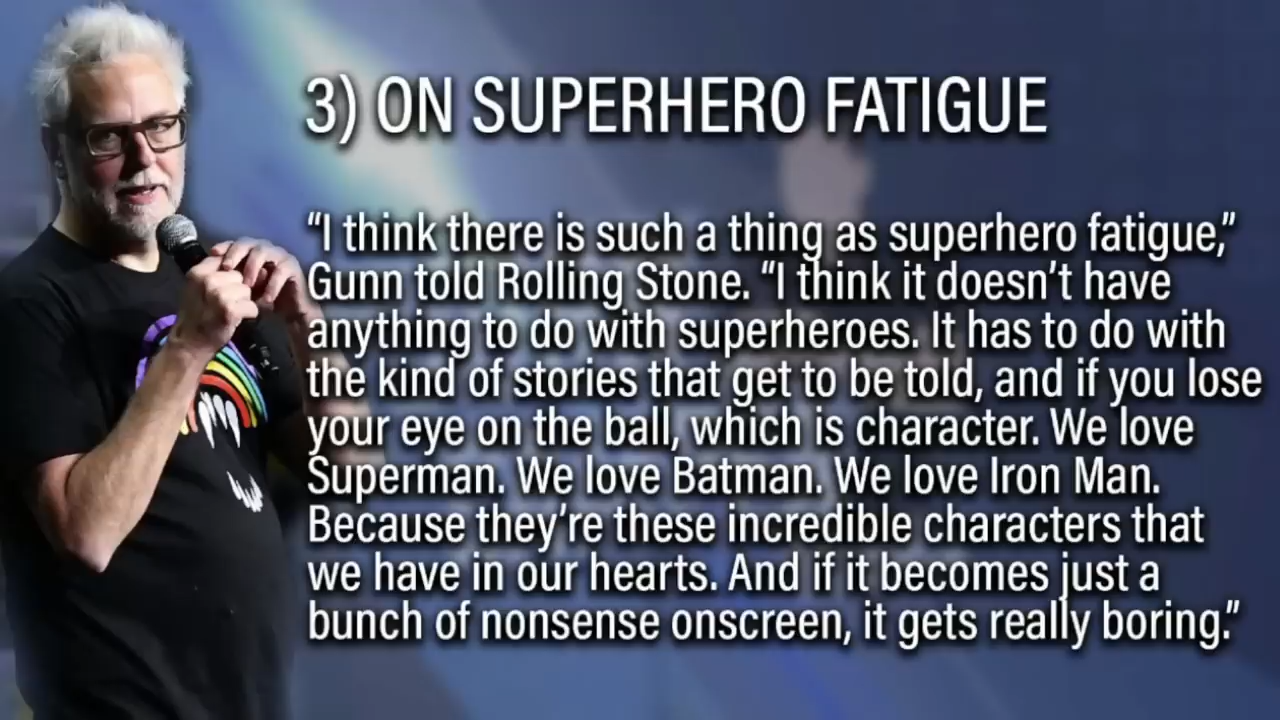 3) ON SUPERHERO FATIGUE
“I think there is such a thing as superhero fatigue,”
Gunn told Rolling Stone. “I think it doesn’t have
anything to do with superheroes. It has to do with
the kind of stories that get to be told, and if you lose
your eye on the ball, which is character. We love
Superman. We love Batman. We love Iron Man.
Because they’re these incredible characters that
we have in our hearts. And if it becomes just a
bunch of nonsense onscreen, it gets really boring.”